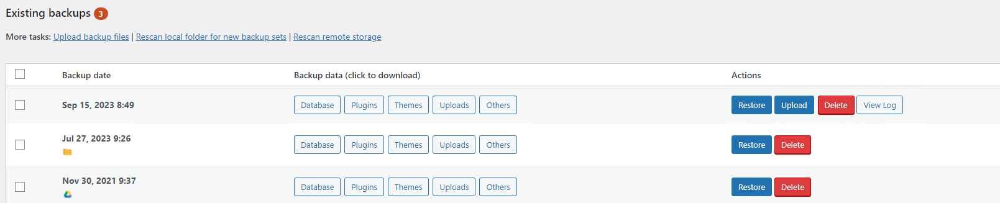 Existing backups 3
More tasks: Upload backup files | Rescan local folder for new backup sets | Rescan remote storage
Backup date Backup data (click to download) Actions
Sep 15, 2023 8:49 Database Plugins Themes Uploads Others Restore Upload Delete View Log
Jul 27, 2023 9:26 Database Plugins Themes Uploads Others Restore Delete
Nov 30, 2021 9:37 Database Plugins Themes Uploads Others Restore Delete